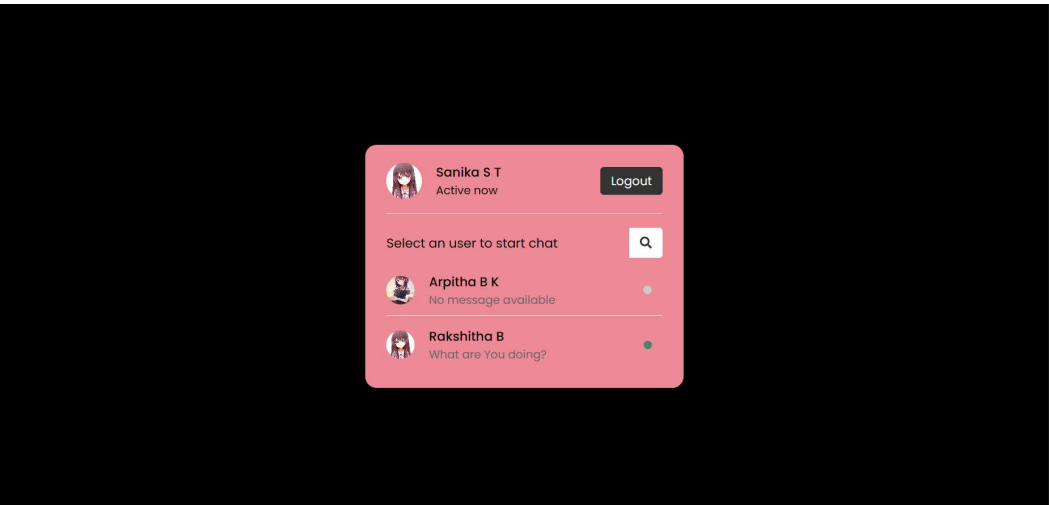 Sanika S T
Active now
Logout
Select an user to start chat
Arpitha B K
No message available
Rakshitha B
What are You doing?